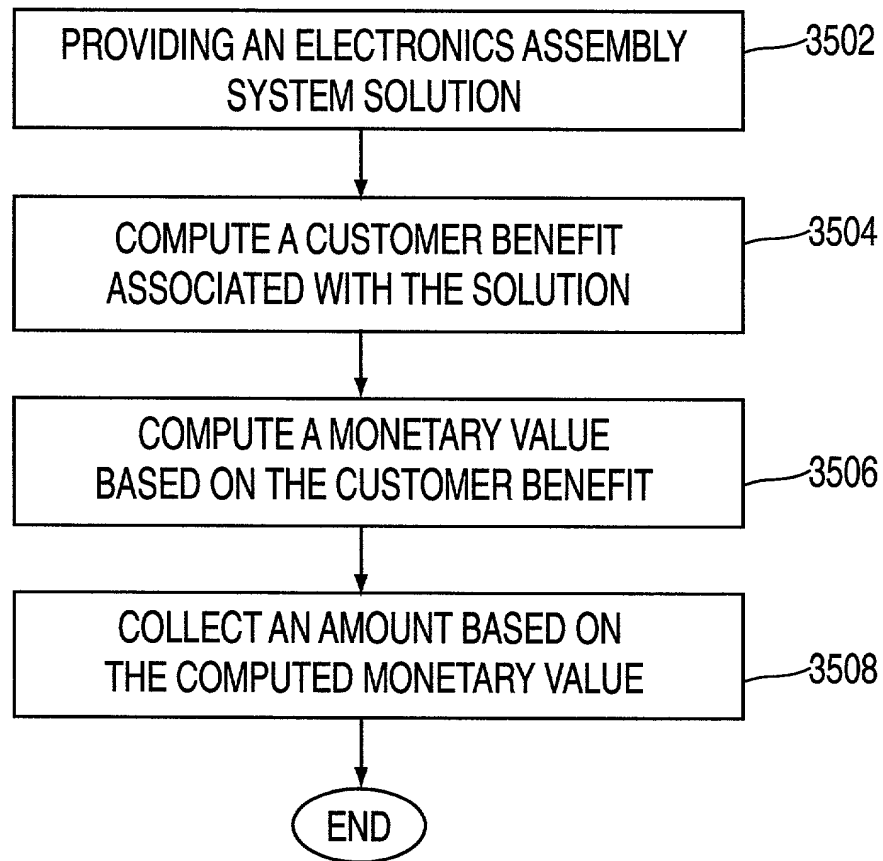 PROVIDING AN ELECTRONICS ASSEMBLY
SYSTEM SOLUTION
3502
COMPUTE A CUSTOMER BENEFIT
ASSOCIATED WITH THE SOLUTION
3504
COMPUTE A MONETARY VALUE
BASED ON THE CUSTOMER BENEFIT
3506
COLLECT AN AMOUNT BASED ON
THE COMPUTED MONETARY VALUE
3508
END